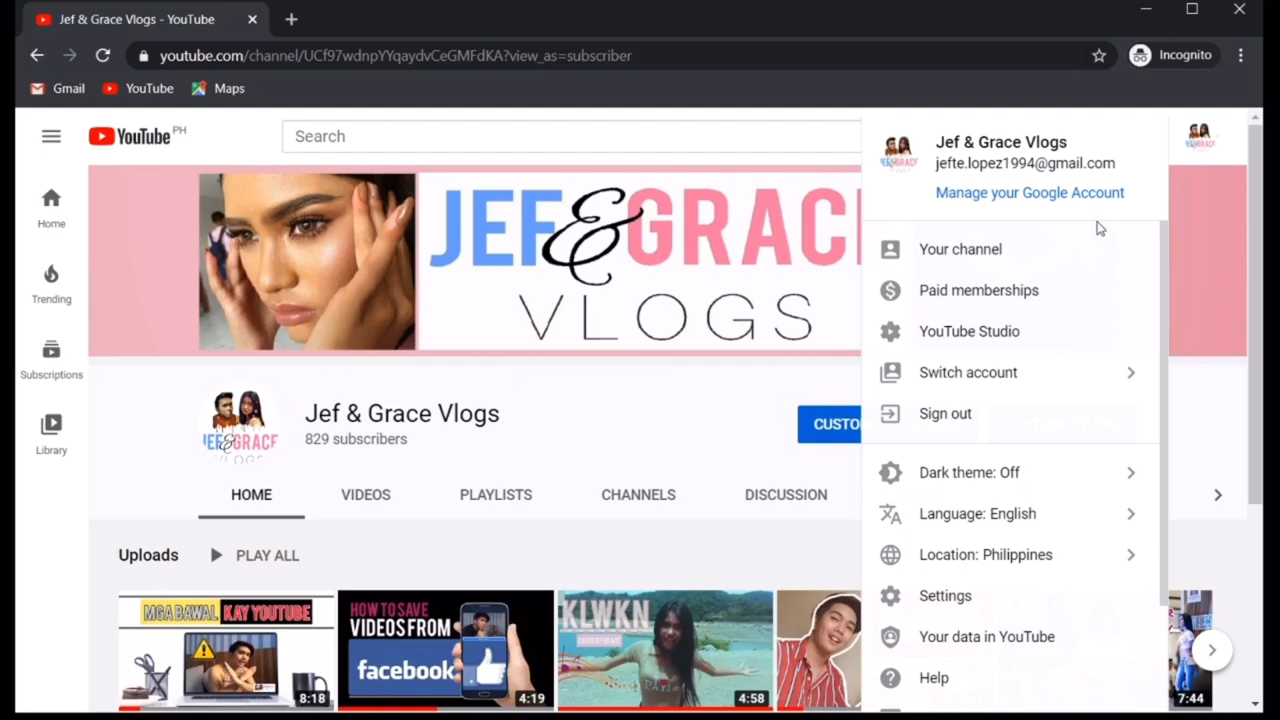 Jef & Grace Vlogs - YouTube
youtube.com/channel/UCf97wdnpYYqaydvCeGMFdKA?view_as=subscriber
Incognito
Gmail
YouTube
Maps
YouTube PH
Search
Home
Trending
Subscriptions
Library
JEF & GRACE
VLOGS
JEF & GRACE
VLOGS
Jef & Grace Vlogs
829 subscribers
CUSTO
HOME
VIDEOS
PLAYLISTS
CHANNELS
DISCUSSION
Uploads
PLAY ALL
MGA BAWAL KAY YOUTUBE
8:18
HOW TO SAVE
VIDEOS FROM
facebook
4:19
KLWKN
4:58
7:44
Jef & Grace Vlogs
jefte.lopez1994@gmail.com
Manage your Google Account
Your channel
Paid memberships
YouTube Studio
Switch account
Sign out
Dark theme: Off
Language: English
Location: Philippines
Settings
Your data in YouTube
Help